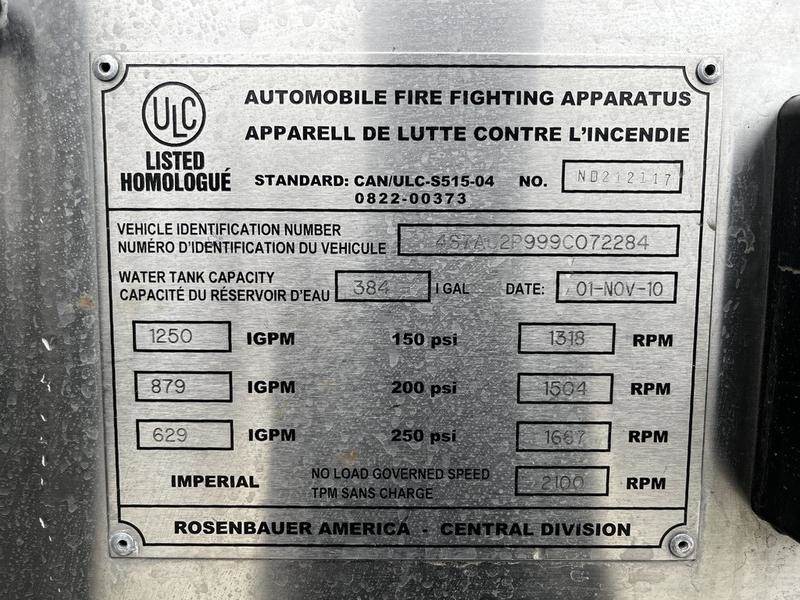 ULC
LISTED
HOMOLOGUÉ
AUTOMOBILE FIRE FIGHTING APPARATUS
APPARELL DE LUTTE CONTRE L'INCENDIE
STANDARD: CAN/ULC-S515-04 NO. ND212117
0822-00373
VEHICLE IDENTIFICATION NUMBER
NUMÉRO D'IDENTIFICATION DU VEHICULE 4S7AU2P999C072284
WATER TANK CAPACITY
CAPACITÉ DU RÉSERVOIR D'EAU 384 I GAL DATE: 01-NOV-10
1250 IGPM 150 psi 1318 RPM
879 IGPM 200 psi 1504 RPM
629 IGPM 250 psi 1667 RPM
IMPERIAL NO LOAD GOVERNED SPEED 2100 RPM
TPM SANS CHARGE
ROSENBAUER AMERICA - CENTRAL DIVISION